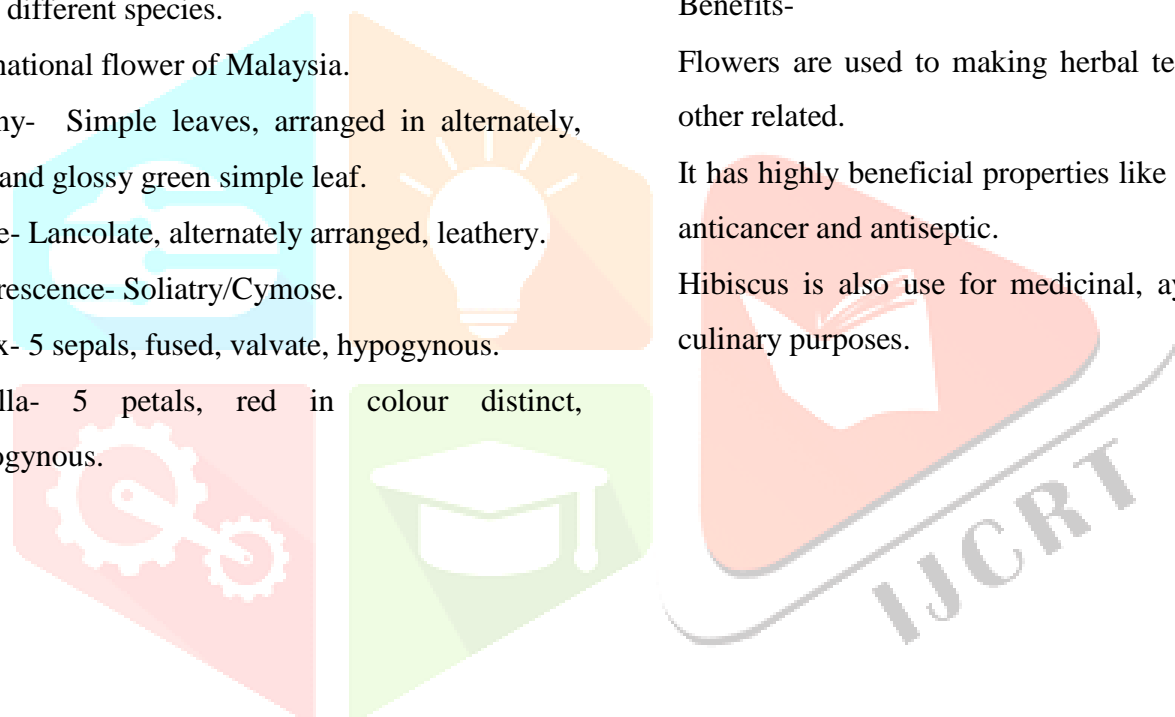 different species.
national flower of Malaysia.
ny- Simple leaves, arranged in alternately,
and glossy green simple leaf.
e- Lancolate, alternately arranged, leathery.
rescence- Soliatry/Cymose.
x- 5 sepals, fused, valvate, hypogynous.
lla- 5 petals, red in colour distinct,
ogynous.
Benefits-
Flowers are used to making herbal te
other related.
It has highly beneficial properties like
anticancer and antiseptic.
Hibiscus is also use for medicinal, ay
culinary purposes.
IJCRT